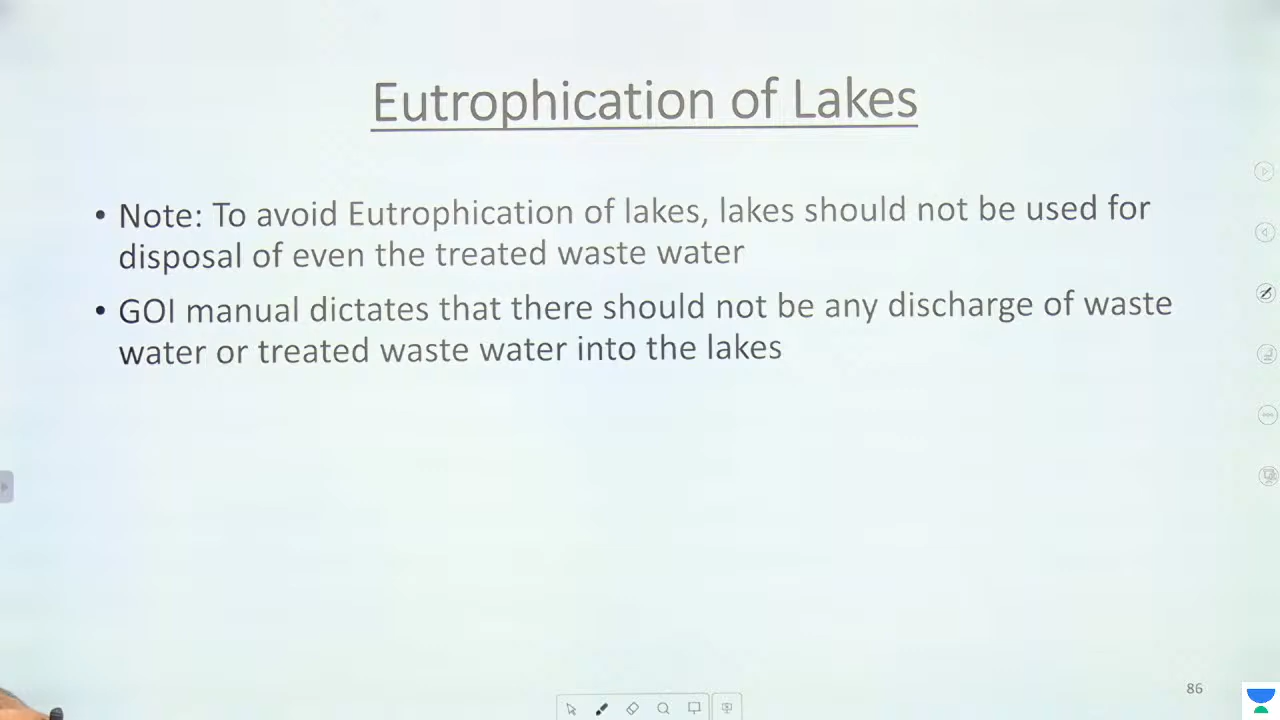 Eutrophication of Lakes
• Note: To avoid Eutrophication of lakes, lakes should not be used for
disposal of even the treated waste water
• GOI manual dictates that there should not be any discharge of waste
water or treated waste water into the lakes
86